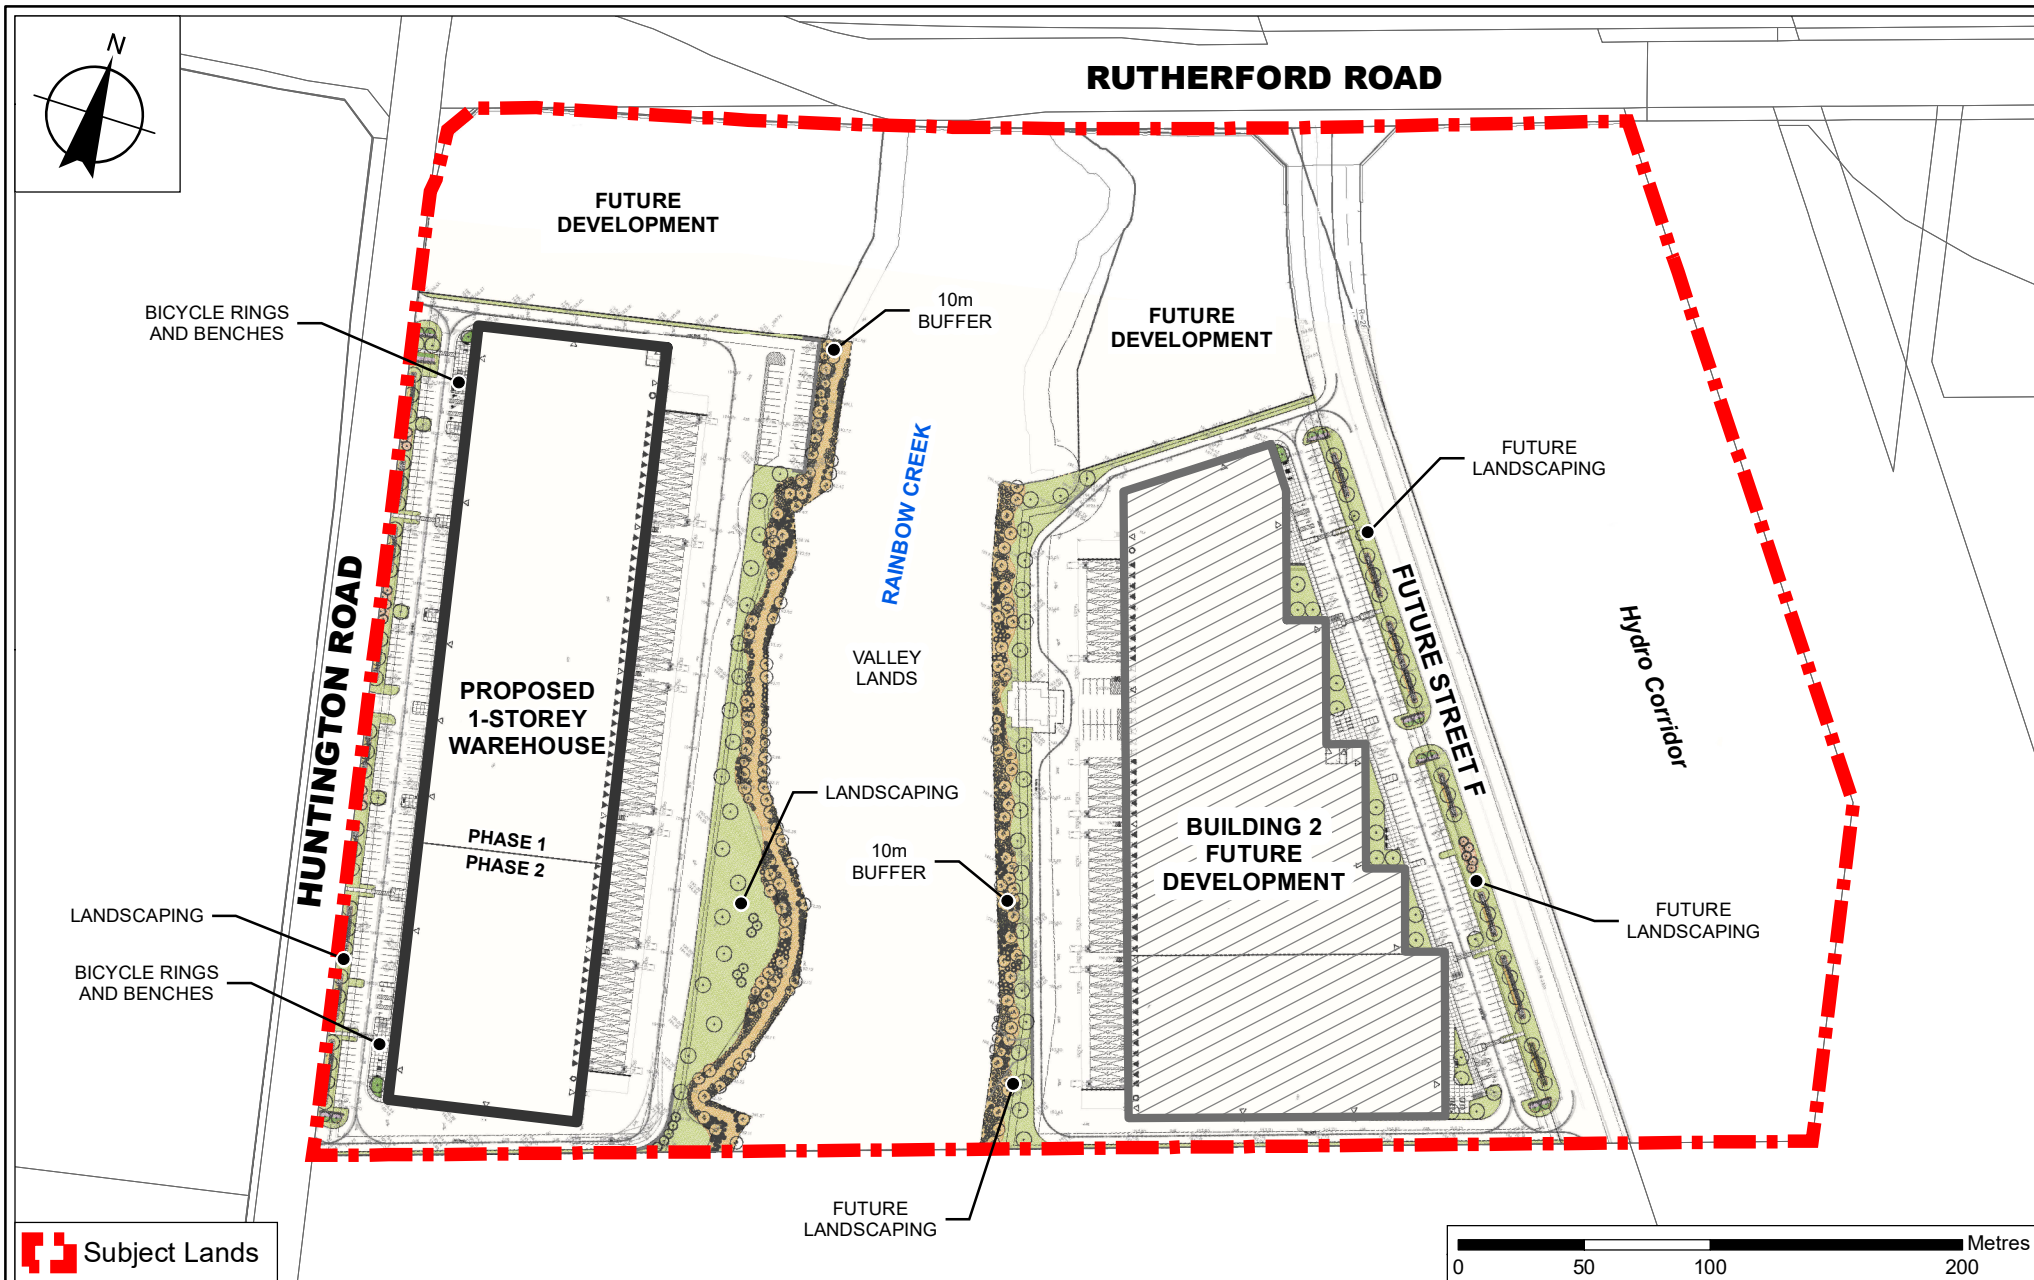 N
RUTHERFORD ROAD
FUTURE
DEVELOPMENT
BICYCLE RINGS
AND BENCHES
10m
BUFFER
FUTURE
DEVELOPMENT
RAINBOW CREEK
FUTURE
LANDSCAPING
HUNTINGTON ROAD
FUTURE STREET F
Hydro Corridor
VALLEY
LANDS
PROPOSED
1-STOREY
WAREHOUSE
LANDSCAPING
PHASE 1
PHASE 2
10m
BUFFER
BUILDING 2
FUTURE
DEVELOPMENT
LANDSCAPING
FUTURE
LANDSCAPING
BICYCLE RINGS
AND BENCHES
FUTURE
LANDSCAPING
Subject Lands
Metres
0 50 100 200